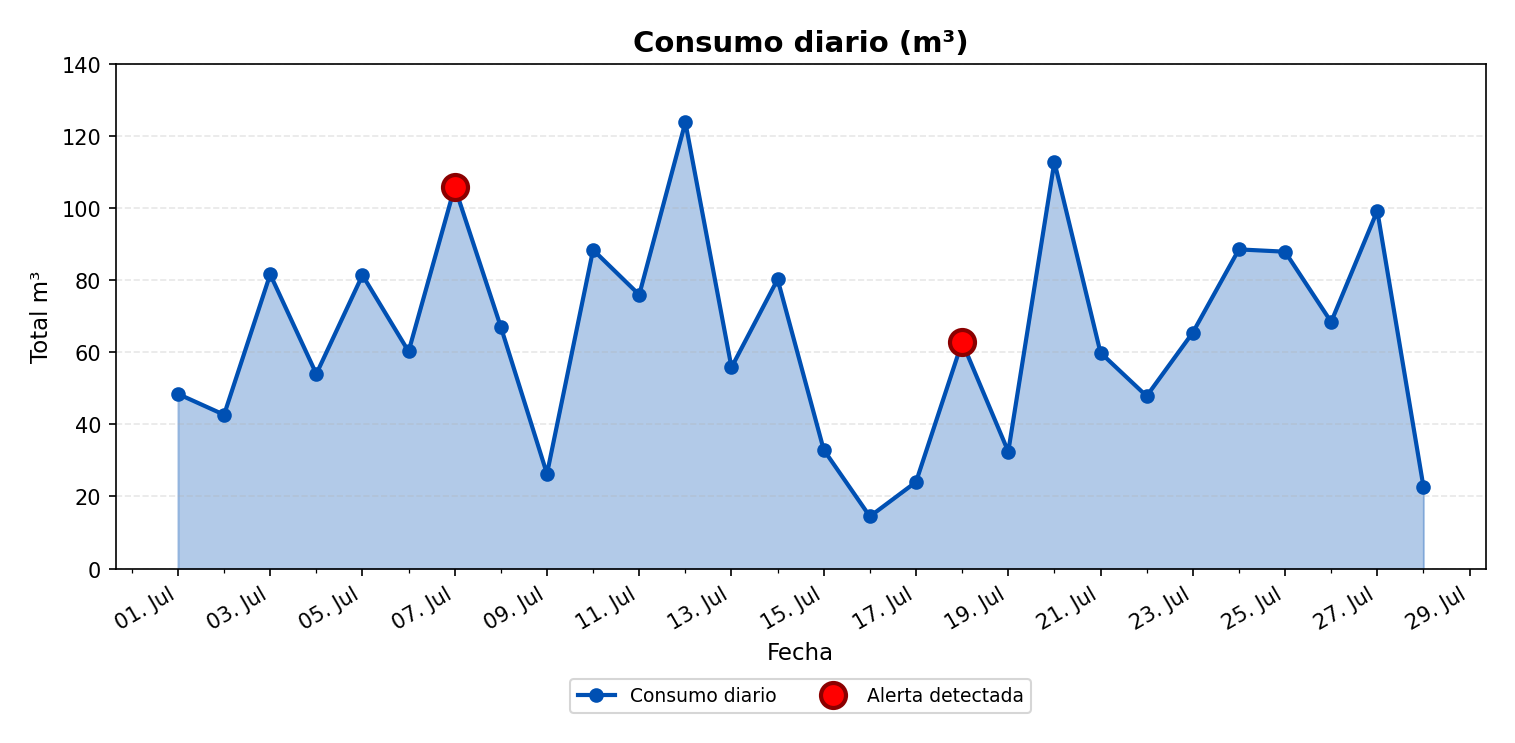 Consumo diario (m³)
140
120
100
80
60
40
20
0
Total m³
01. Jul
03. Jul
05. Jul
07. Jul
09. Jul
11. Jul
13. Jul
15. Jul
17. Jul
19. Jul
21. Jul
23. Jul
25. Jul
27. Jul
29. Jul
Fecha
Consumo diario
Alerta detectada